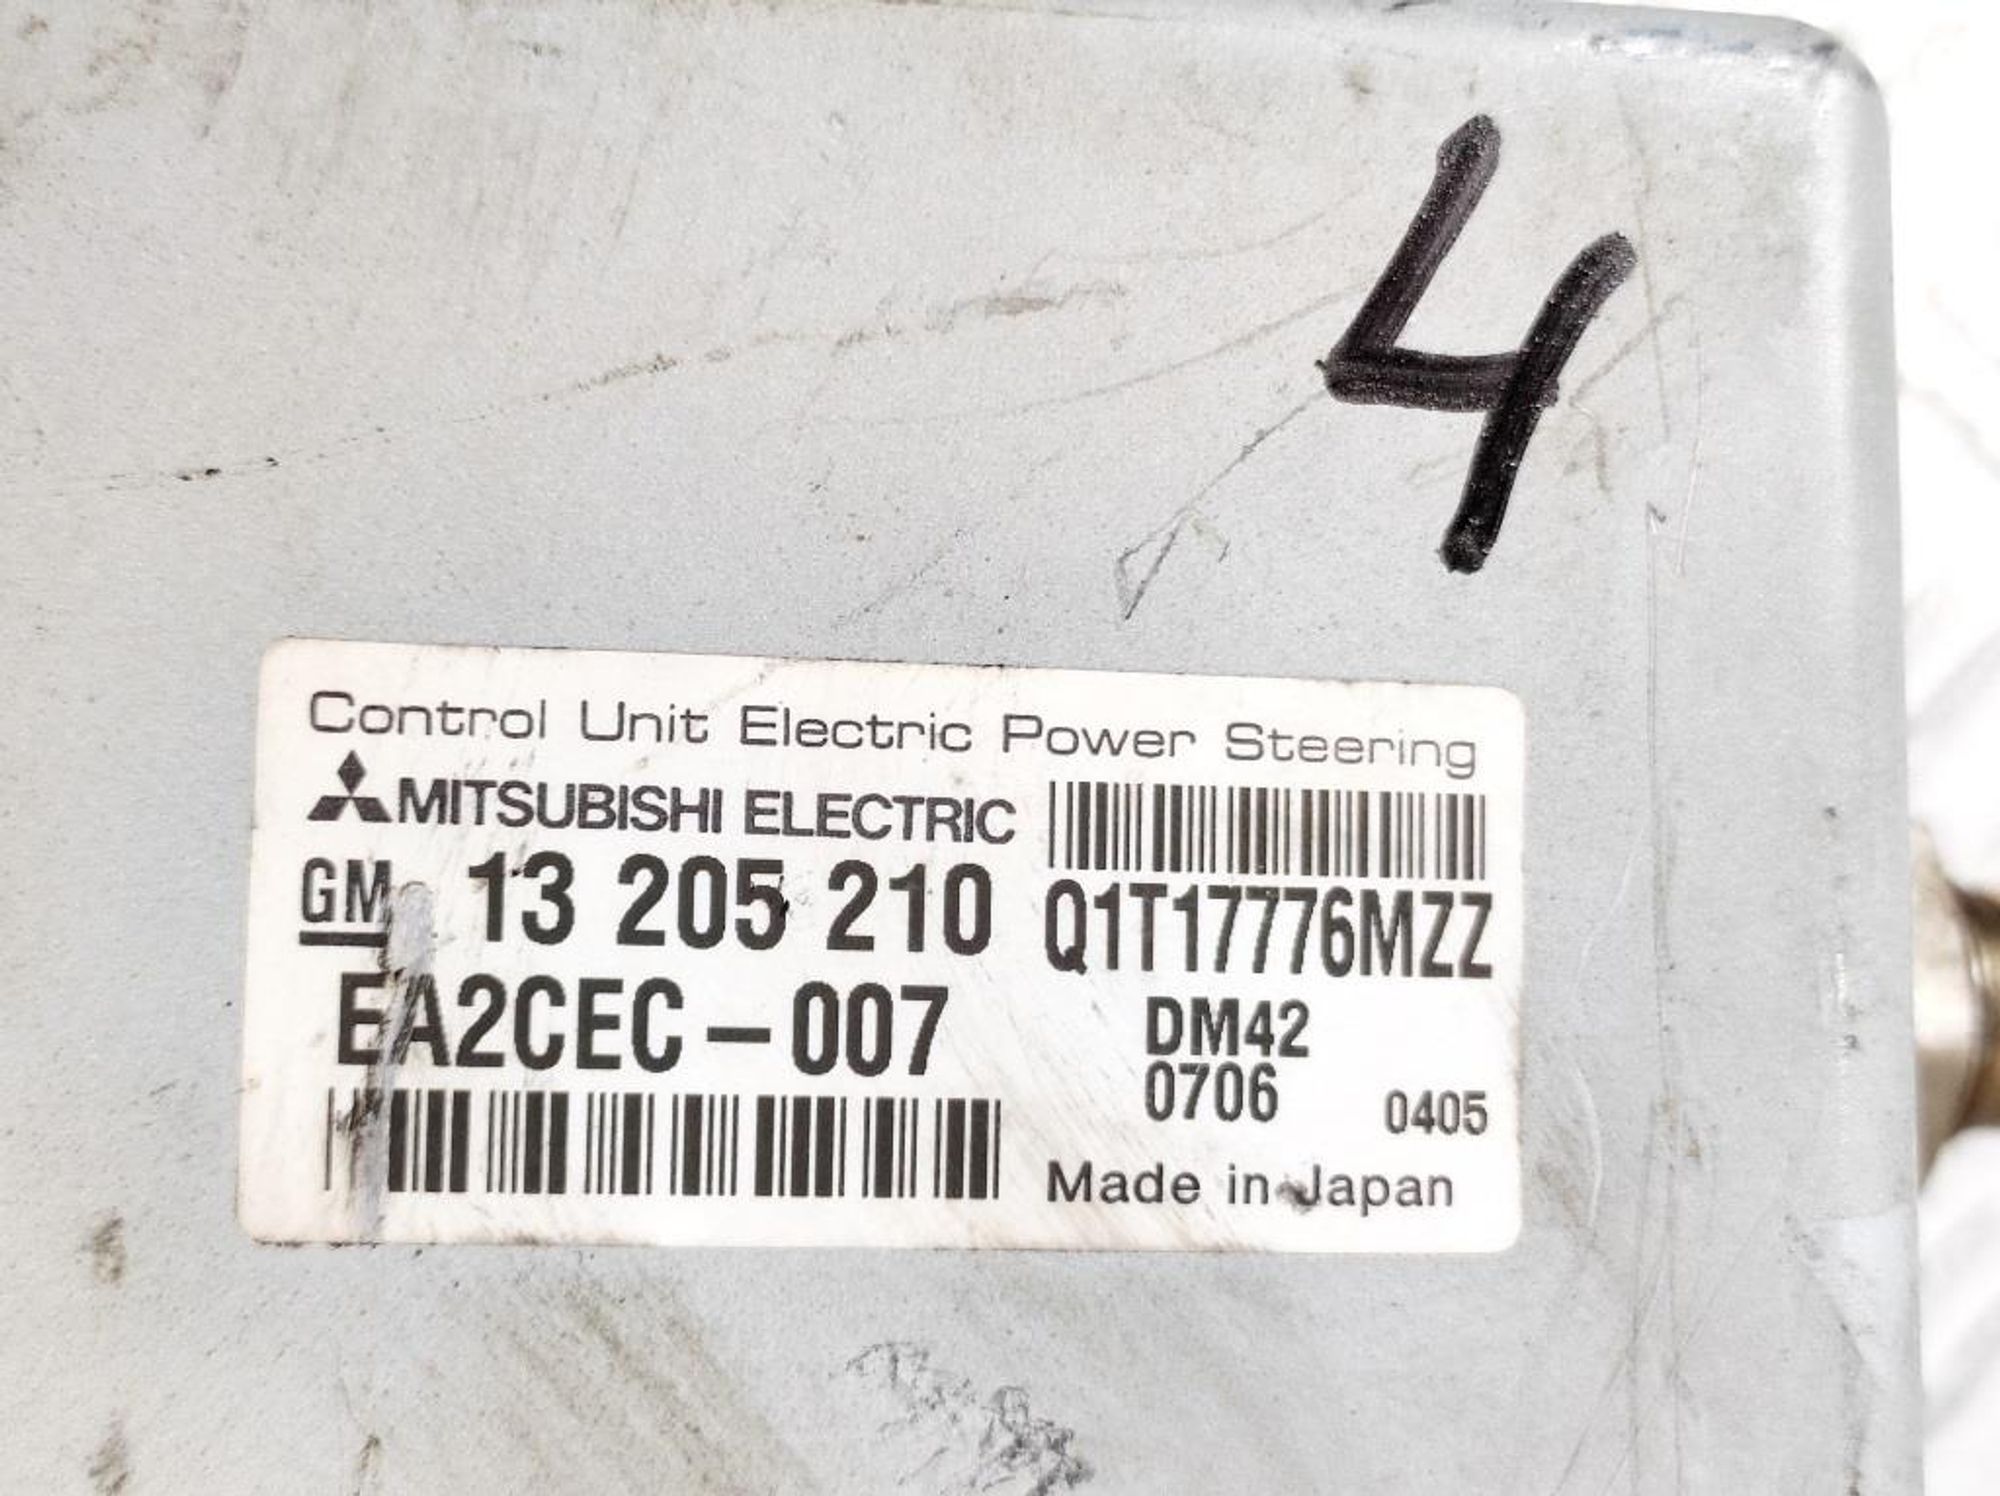 4
Control Unit Electric Power Steering
MITSUBISHI ELECTRIC
GM 13 205 210
Q1T17776MZZ
EA2CEC-007
DM42
0706
0405
Made in Japan